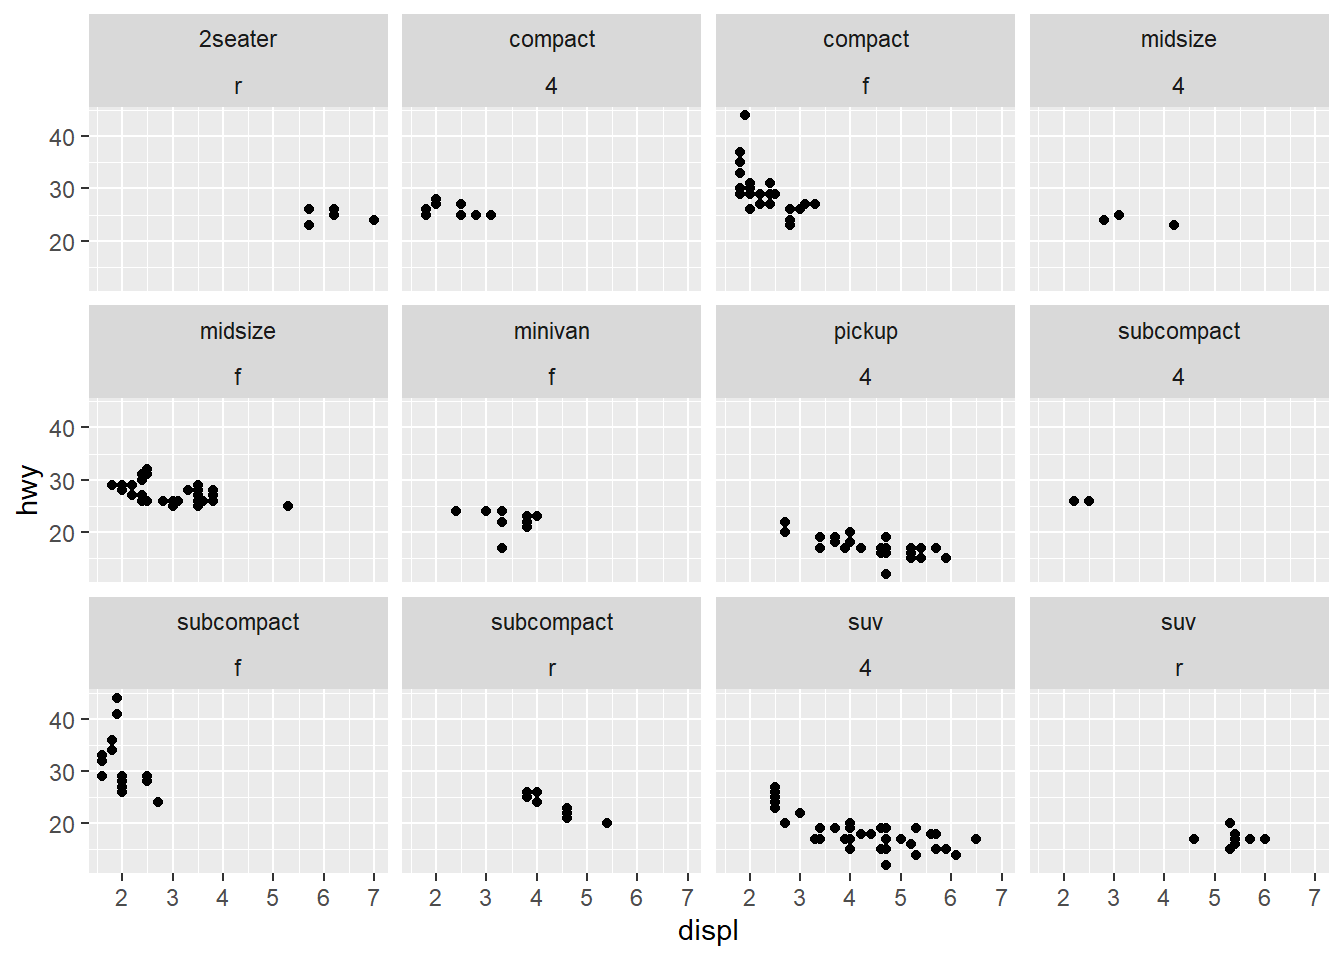 2seater compact compact midsize
r 4 f 4
40
30
20
midsize minivan pickup subcompact
f f 4 4
40
30
20
subcompact subcompact suv suv
f r 4 r
40
30
20
2 3 4 5 6 7 2 3 4 5 6 7 2 3 4 5 6 7 2 3 4 5 6 7
displ
hwy